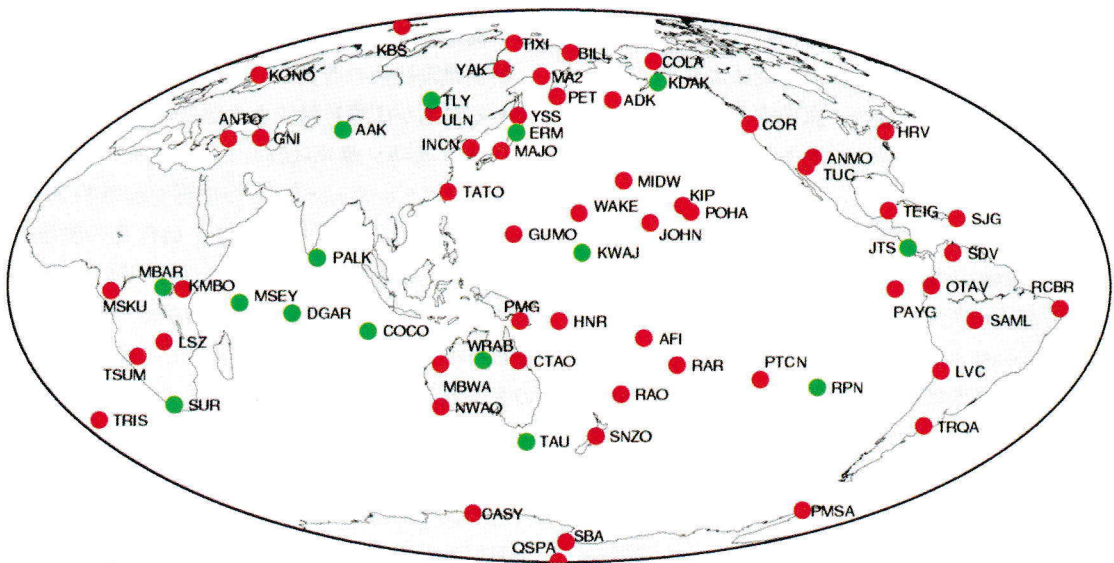 KBS
TIXI
BILL
COLA
KONO
YAK
MA2
KDAK
TLY
PET
ADK
ULN
YSS
ANTO
GNI
AAK
ERM
COR
HRV
INCN
MAJO
ANMO
TUC
TATO
MIDW
KIP
WAKE
POHA
TEIG
SJG
GUMO
JOHN
KWAJ
JTS
SDV
PALK
MBAR
KMBO
MSEY
OTAV
RCBR
MSKU
DGAR
PMG
HNR
PAYG
SAML
COCO
LSZ
WRAB
AFI
TSUM
CTAO
RAR
PTCN
LVC
MBWA
RPN
SUR
NWAO
RAO
TRIS
TAU
SNZO
TRQA
CASY
PMSA
SBA
QSPA